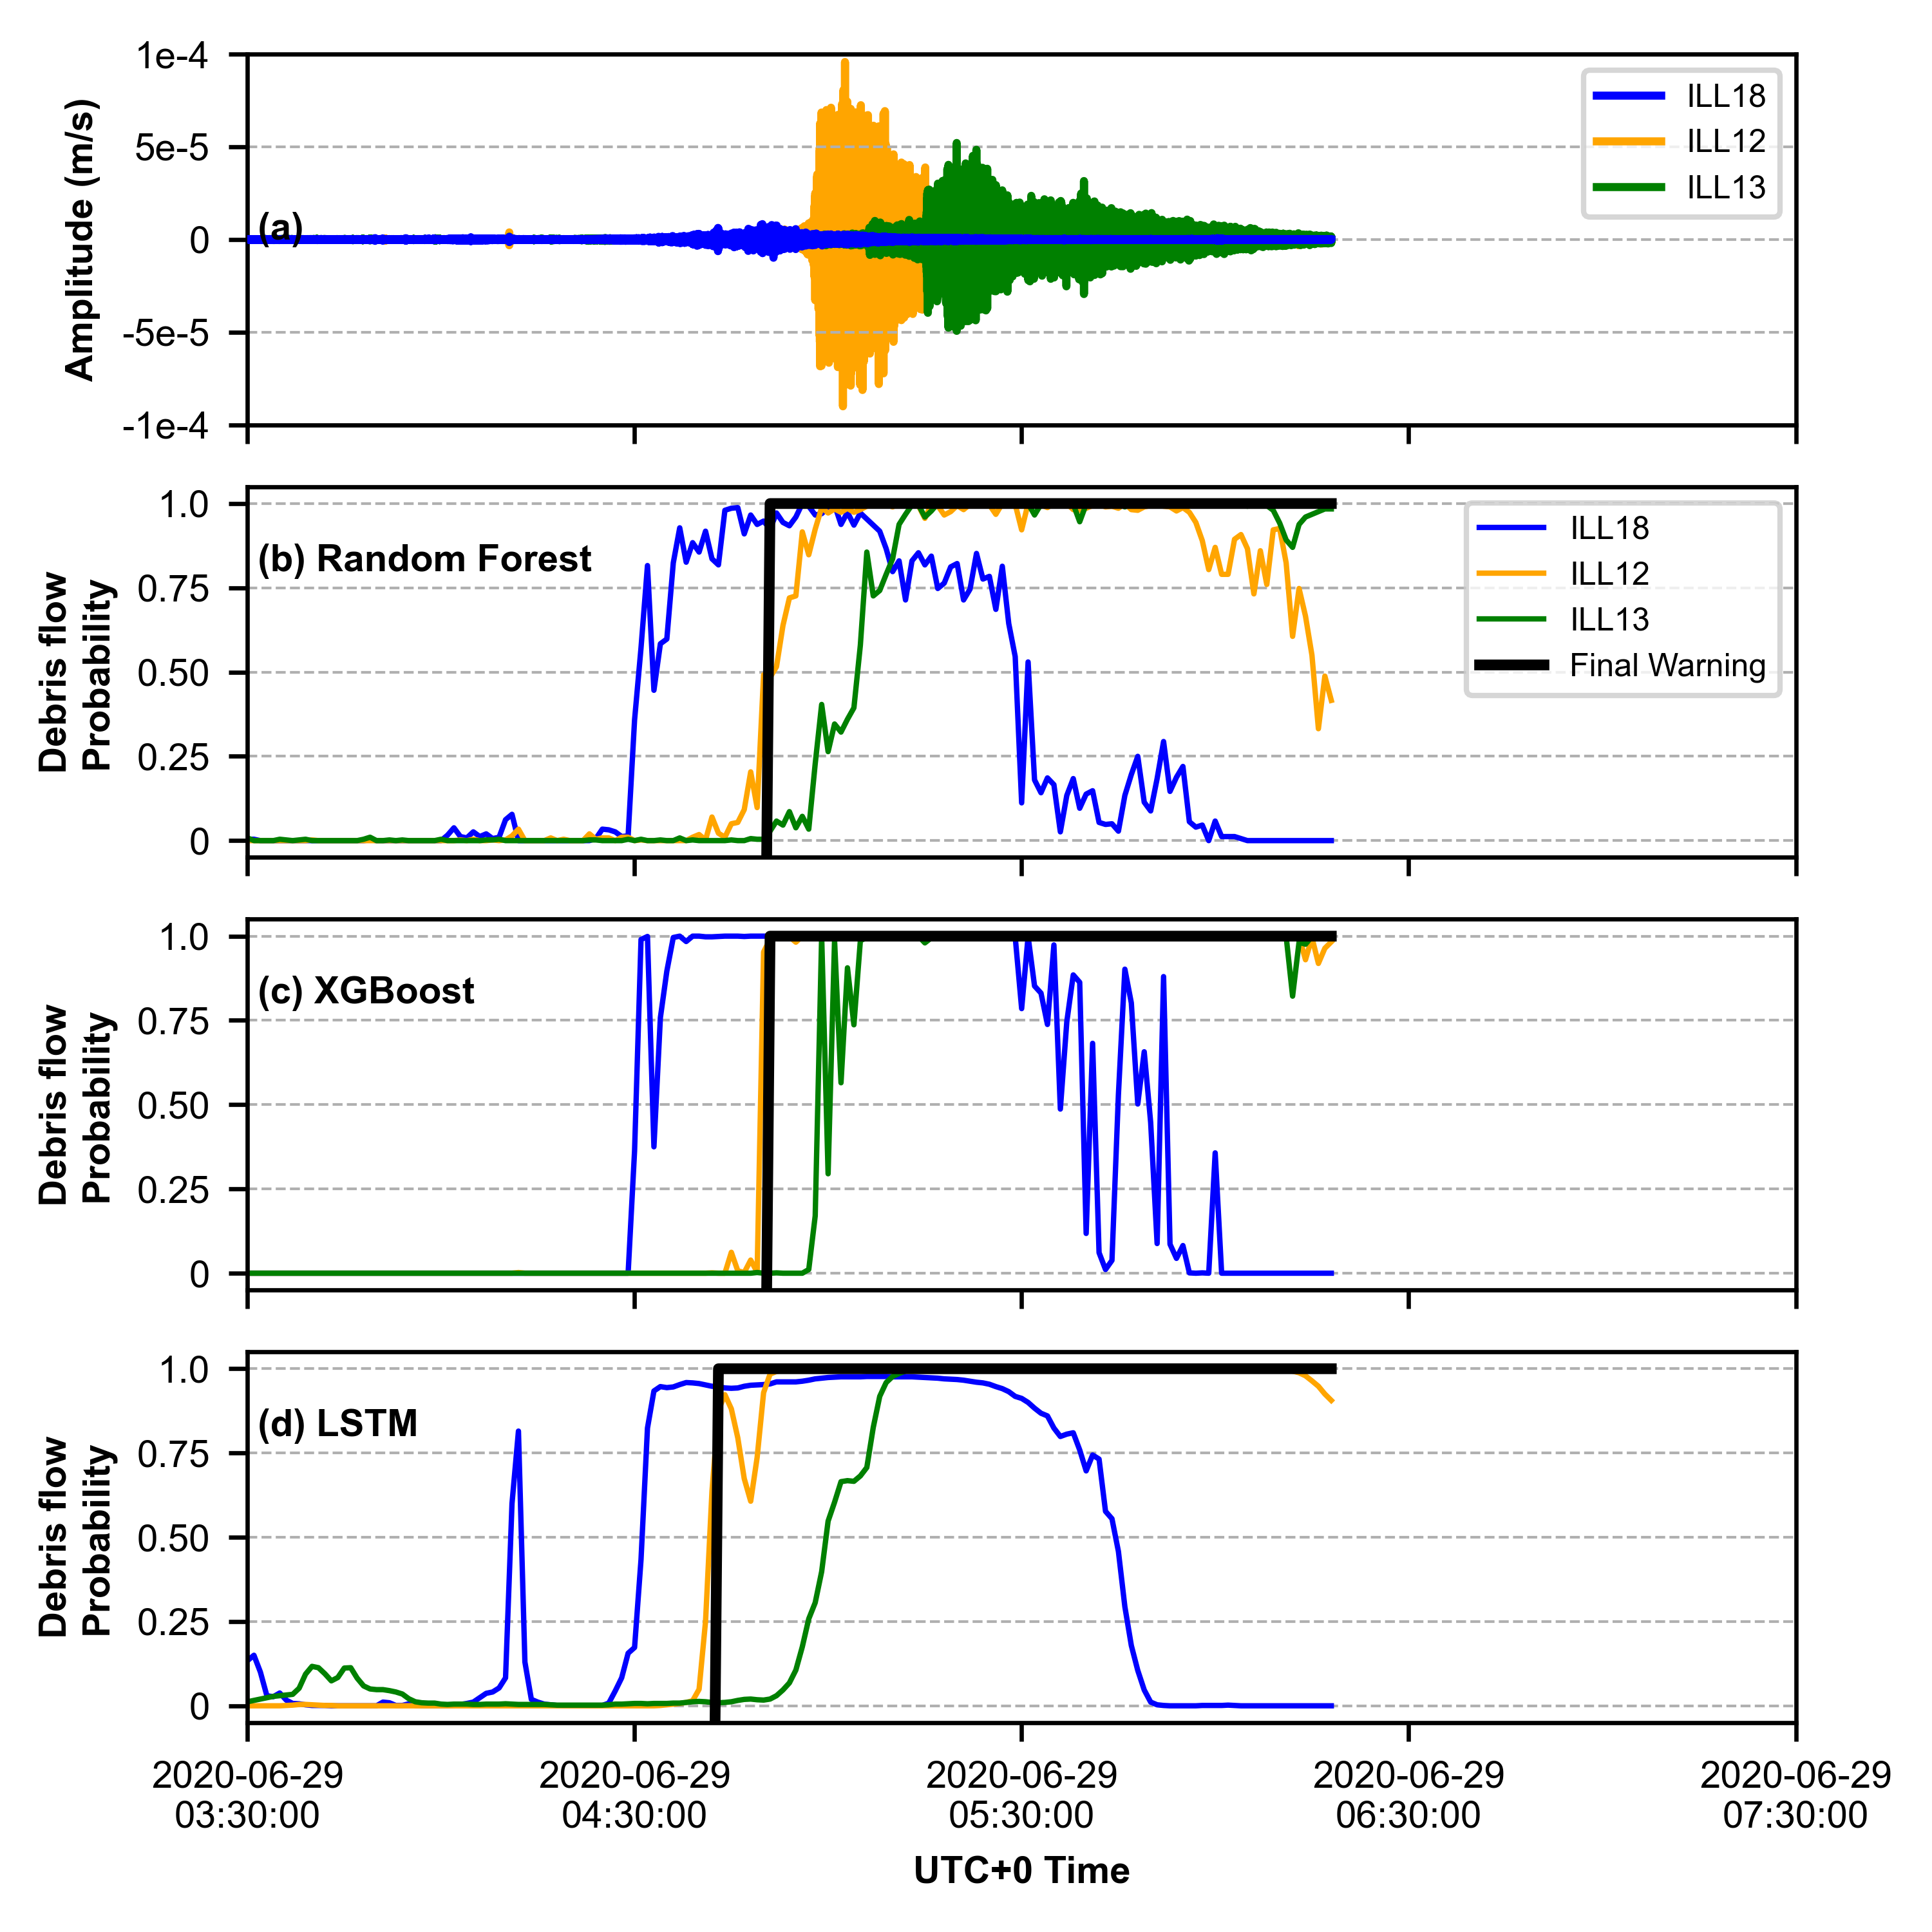 1e-4
5e-5
0
-5e-5
-1e-4
Amplitude (m/s)
(a)
ILL18
ILL12
ILL13
1.0
0.75
0.50
0.25
0
Debris flow
Probability
(b) Random Forest
ILL18
ILL12
ILL13
Final Warning
1.0
0.75
0.50
0.25
0
Debris flow
Probability
(c) XGBoost
1.0
0.75
0.50
0.25
0
Debris flow
Probability
(d) LSTM
2020-06-29
03:30:00
2020-06-29
04:30:00
2020-06-29
05:30:00
2020-06-29
06:30:00
2020-06-29
07:30:00
UTC+0 Time